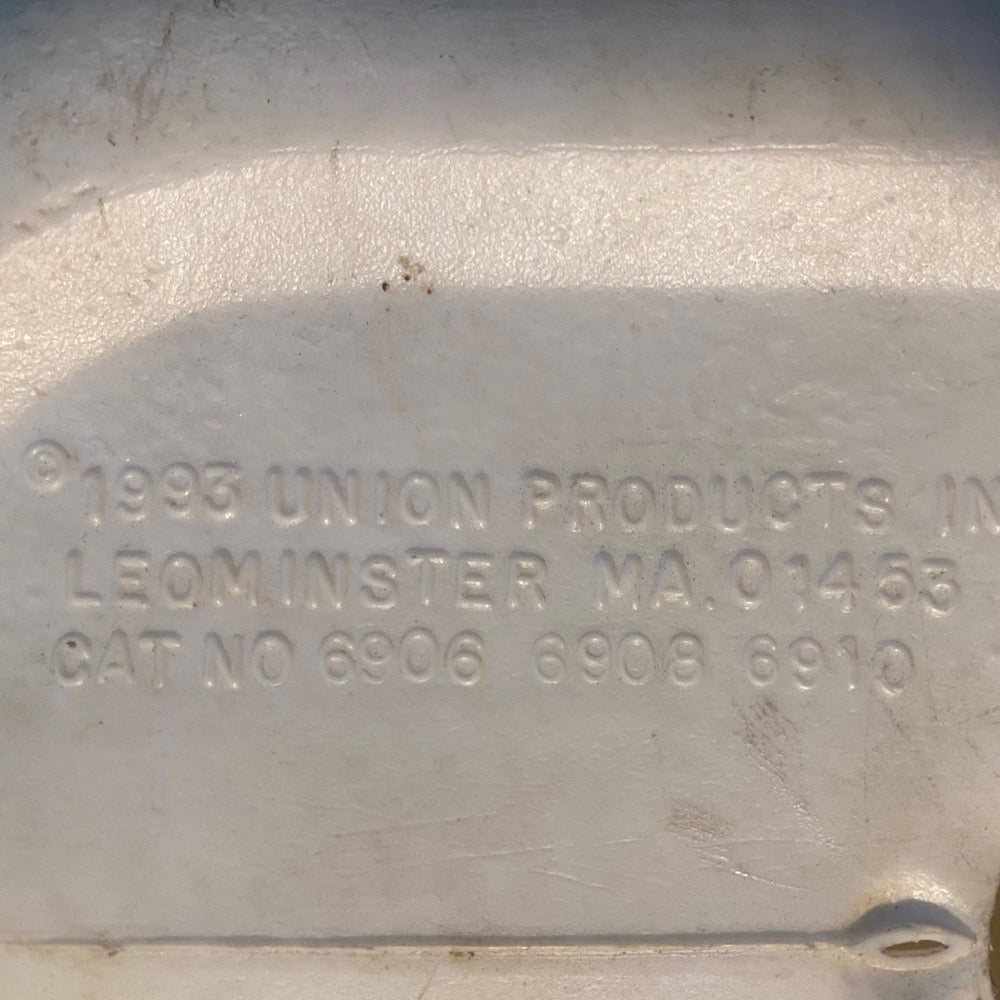 © 1993 UNION PRODUCTS IN
LEOMINSTER MA. 01453
CAT NO 6906 6908 6910